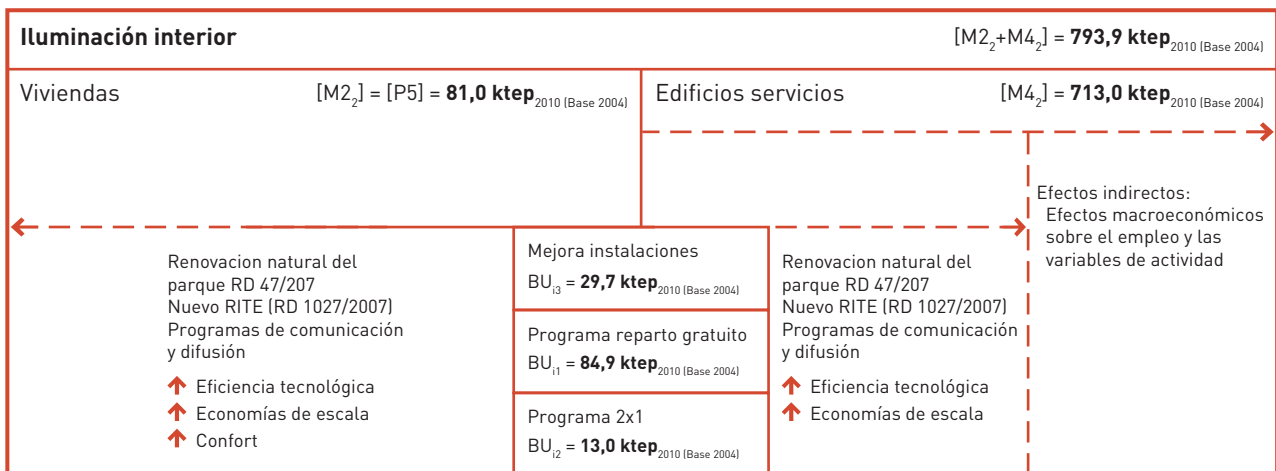 Iluminación interior
[M2₂+M4₂] = 793,9 ktep2010 (Base 2004)
Viviendas
[M2₂] = [P5] = 81,0 ktep2010 (Base 2004)
Edificios servicios
[M4₂] = 713,0 ktep2010 (Base 2004)
Efectos indirectos:
Efectos macroeconómicos
sobre el empleo y las
variables de actividad
Renovacion natural del
parque RD 47/207
Nuevo RITE (RD 1027/2007)
Programas de comunicación
y difusión
Eficiencia tecnológica
Economías de escala
Confort
Mejora instalaciones
BUi3 = 29,7 ktep2010 (Base 2004)
Programa reparto gratuito
BUi1 = 84,9 ktep2010 (Base 2004)
Programa 2x1
BUi2 = 13,0 ktep2010 (Base 2004)
Renovacion natural del
parque RD 47/207
Nuevo RITE (RD 1027/2007)
Programas de comunicación
y difusión
Eficiencia tecnológica
Economías de escala